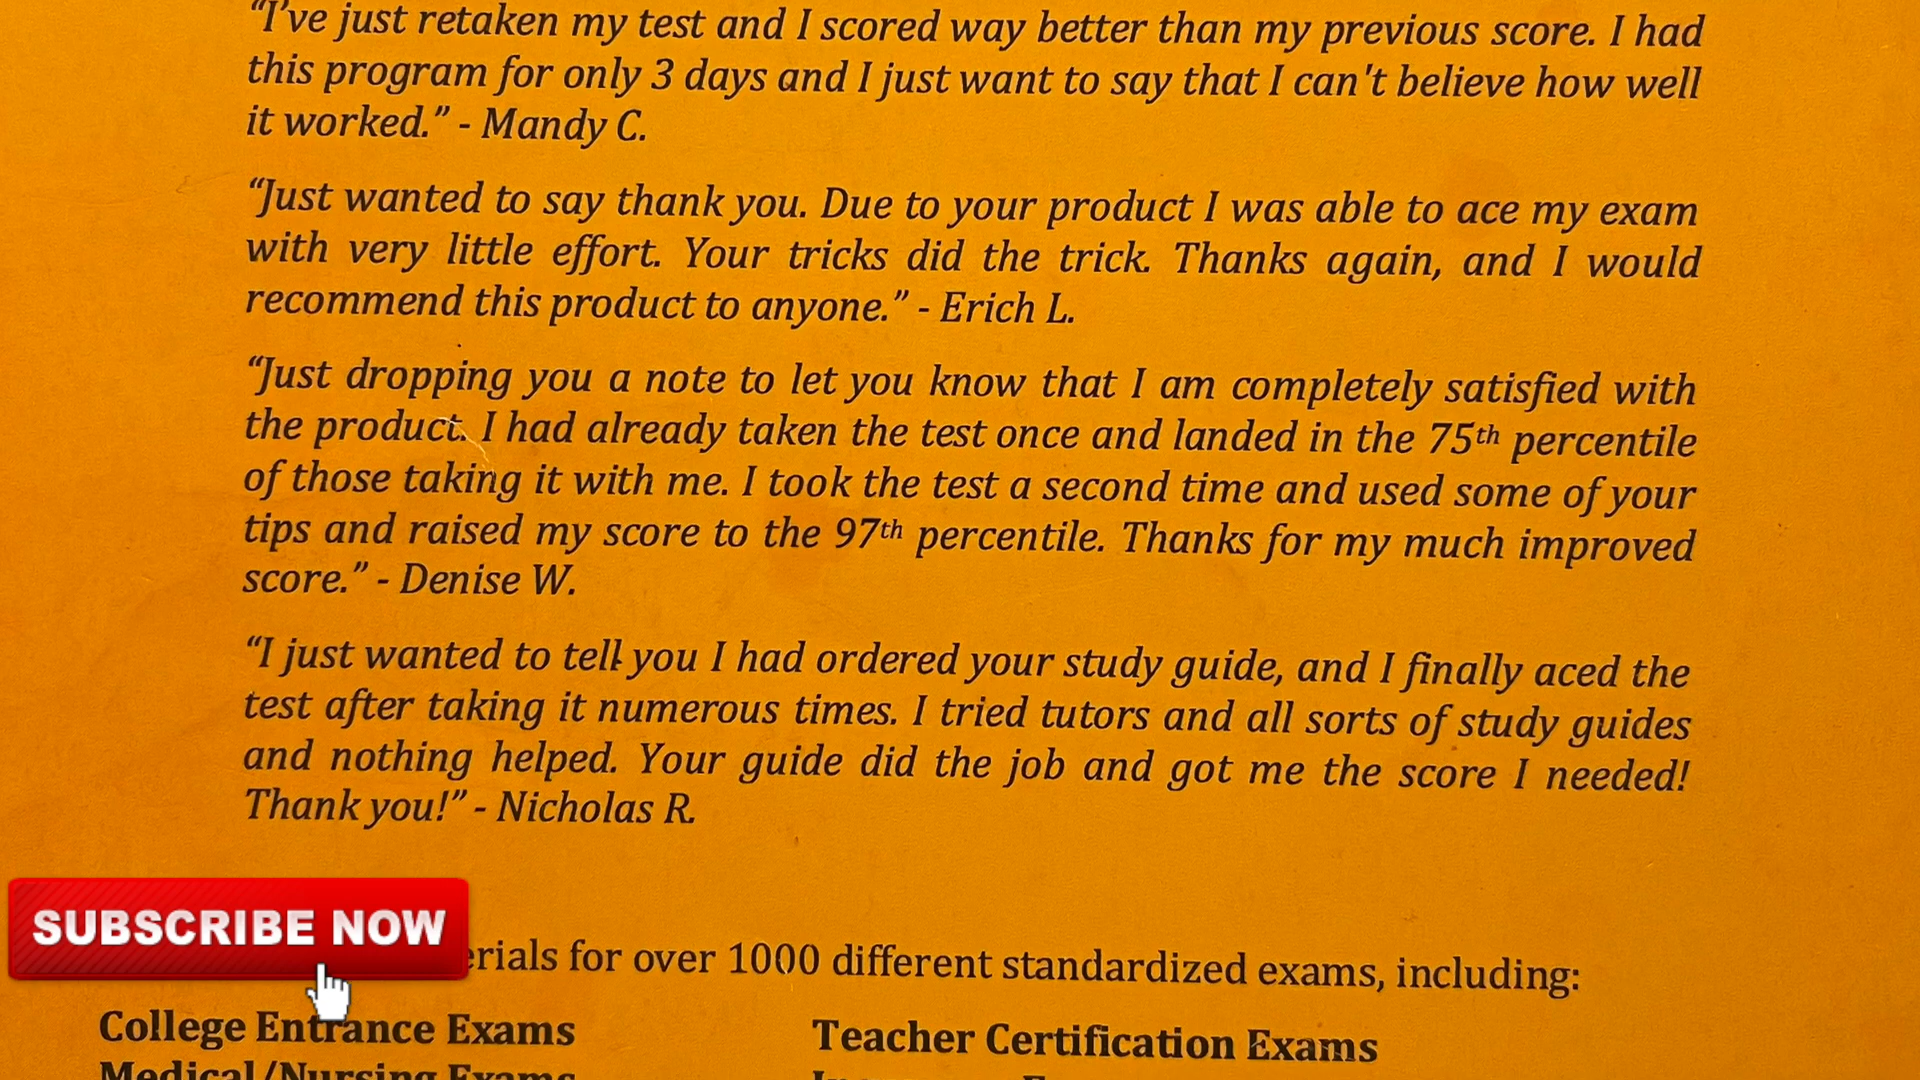 “I’ve just retaken my test and I scored way better than my previous score. I had
this program for only 3 days and I just want to say that I can't believe how well
it worked.” - Mandy C.
“Just wanted to say thank you. Due to your product I was able to ace my exam
with very little effort. Your tricks did the trick. Thanks again, and I would
recommend this product to anyone.” - Erich L.
“Just dropping you a note to let you know that I am completely satisfied with
the product. I had already taken the test once and landed in the 75th percentile
of those taking it with me. I took the test a second time and used some of your
tips and raised my score to the 97th percentile. Thanks for my much improved
score.” - Denise W.
“I just wanted to tell you I had ordered your study guide, and I finally aced the
test after taking it numerous times. I tried tutors and all sorts of study guides
and nothing helped. Your guide did the job and got me the score I needed!
Thank you!” - Nicholas R.
SUBSCRIBE NOW
for over 1000 different standardized exams, including:
College Entrance Exams
Teacher Certification Exams
Medical/Nursing Exams